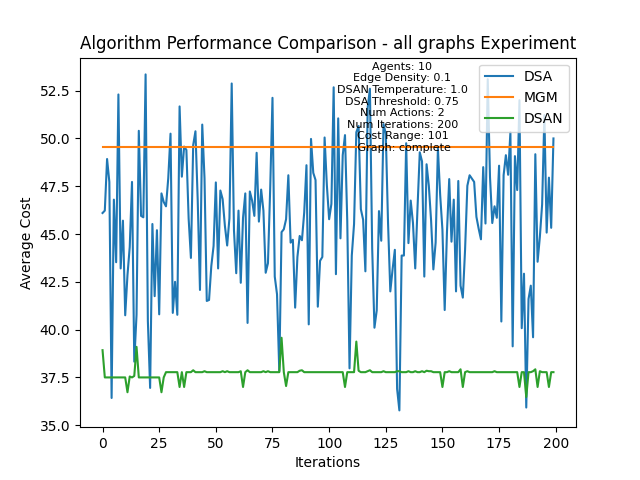 Algorithm Performance Comparison - all graphs Experiment
Agents: 10
Edge Density: 0.1
DSAN Temperature: 1.0
DSA Threshold: 0.75
Num Actions: 2
Num Iterations: 200
Cost Range: 101
Graph: complete
DSA
MGM
DSAN
Average Cost
52.5
50.0
47.5
45.0
42.5
40.0
37.5
35.0
0 25 50 75 100 125 150 175 200
Iterations